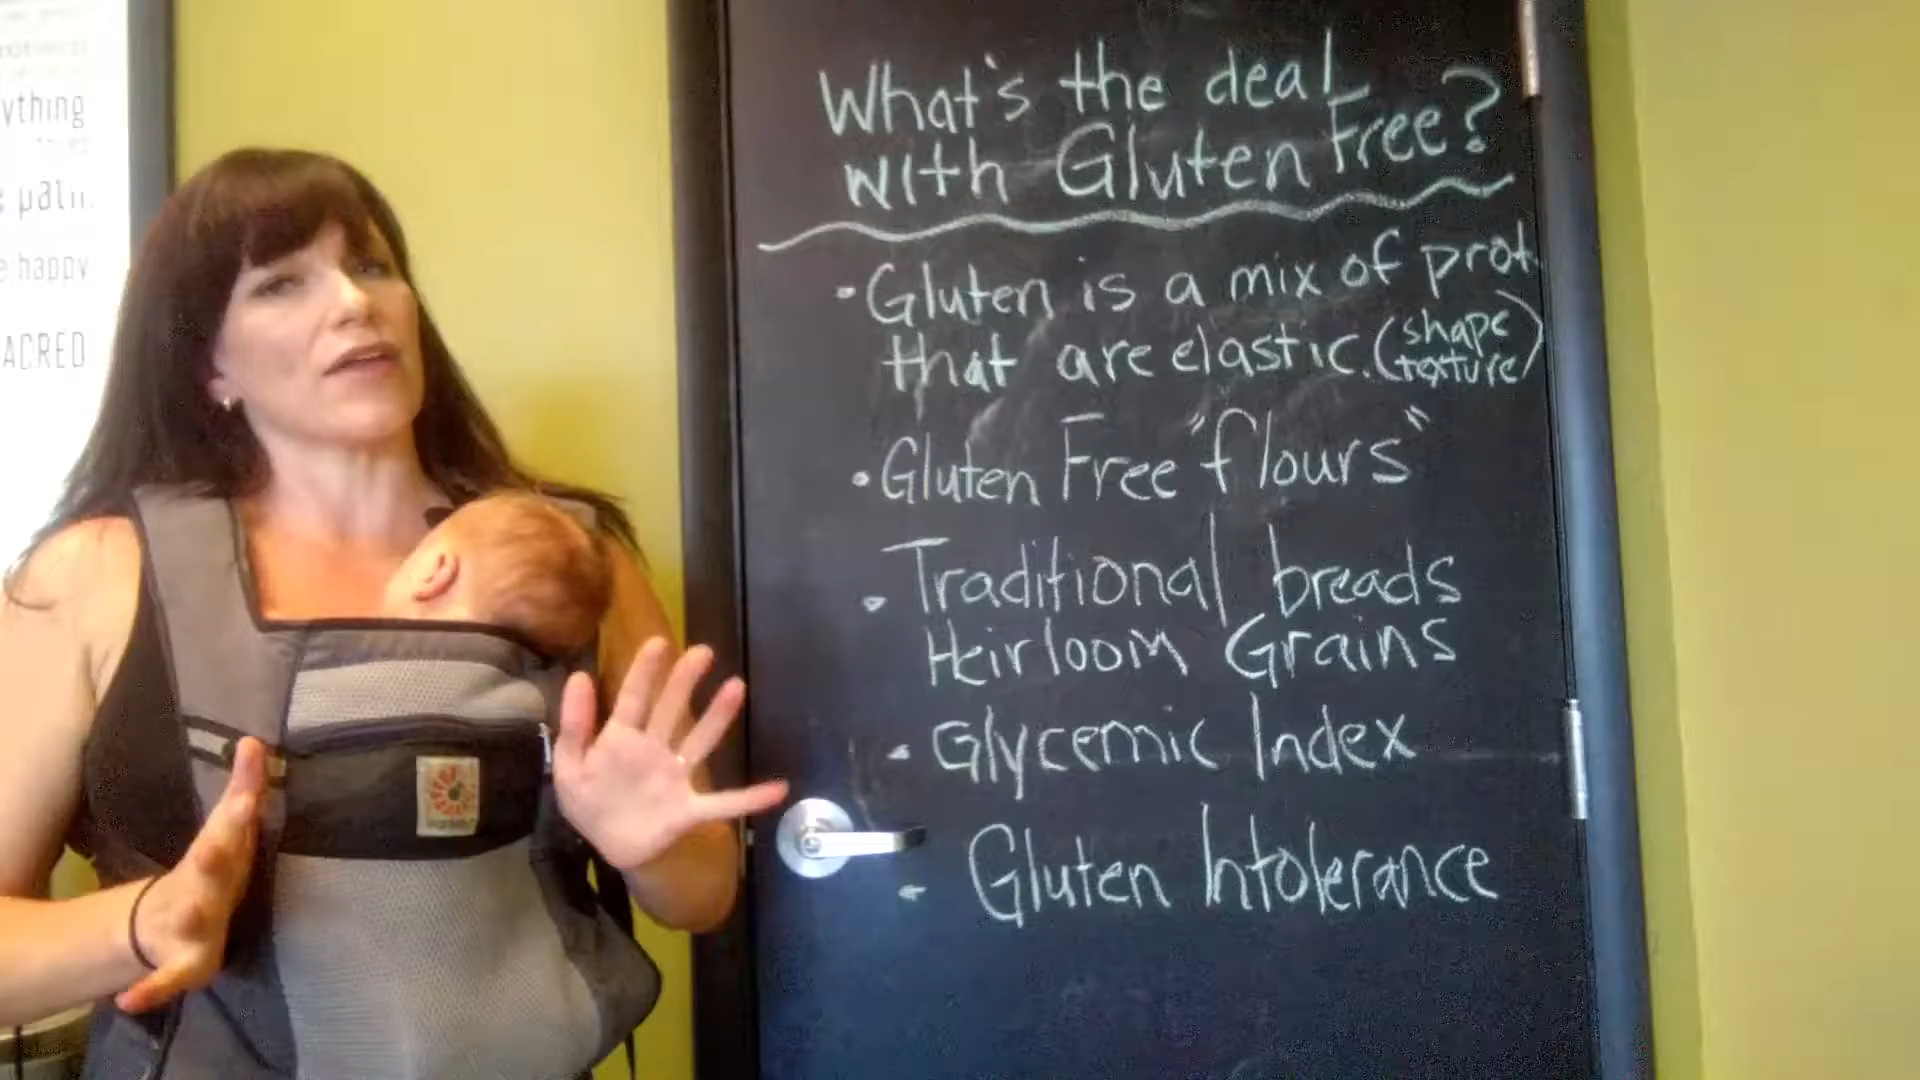 ything
e happy
ACRED
What's the deal
with Gluten Free?
• Gluten is a mix of prot
that are elastic. (shape
texture)
• Gluten Free "flours"
• Traditional breads
Heirloom Grains
- Glycemic Index
- Gluten Intolerance